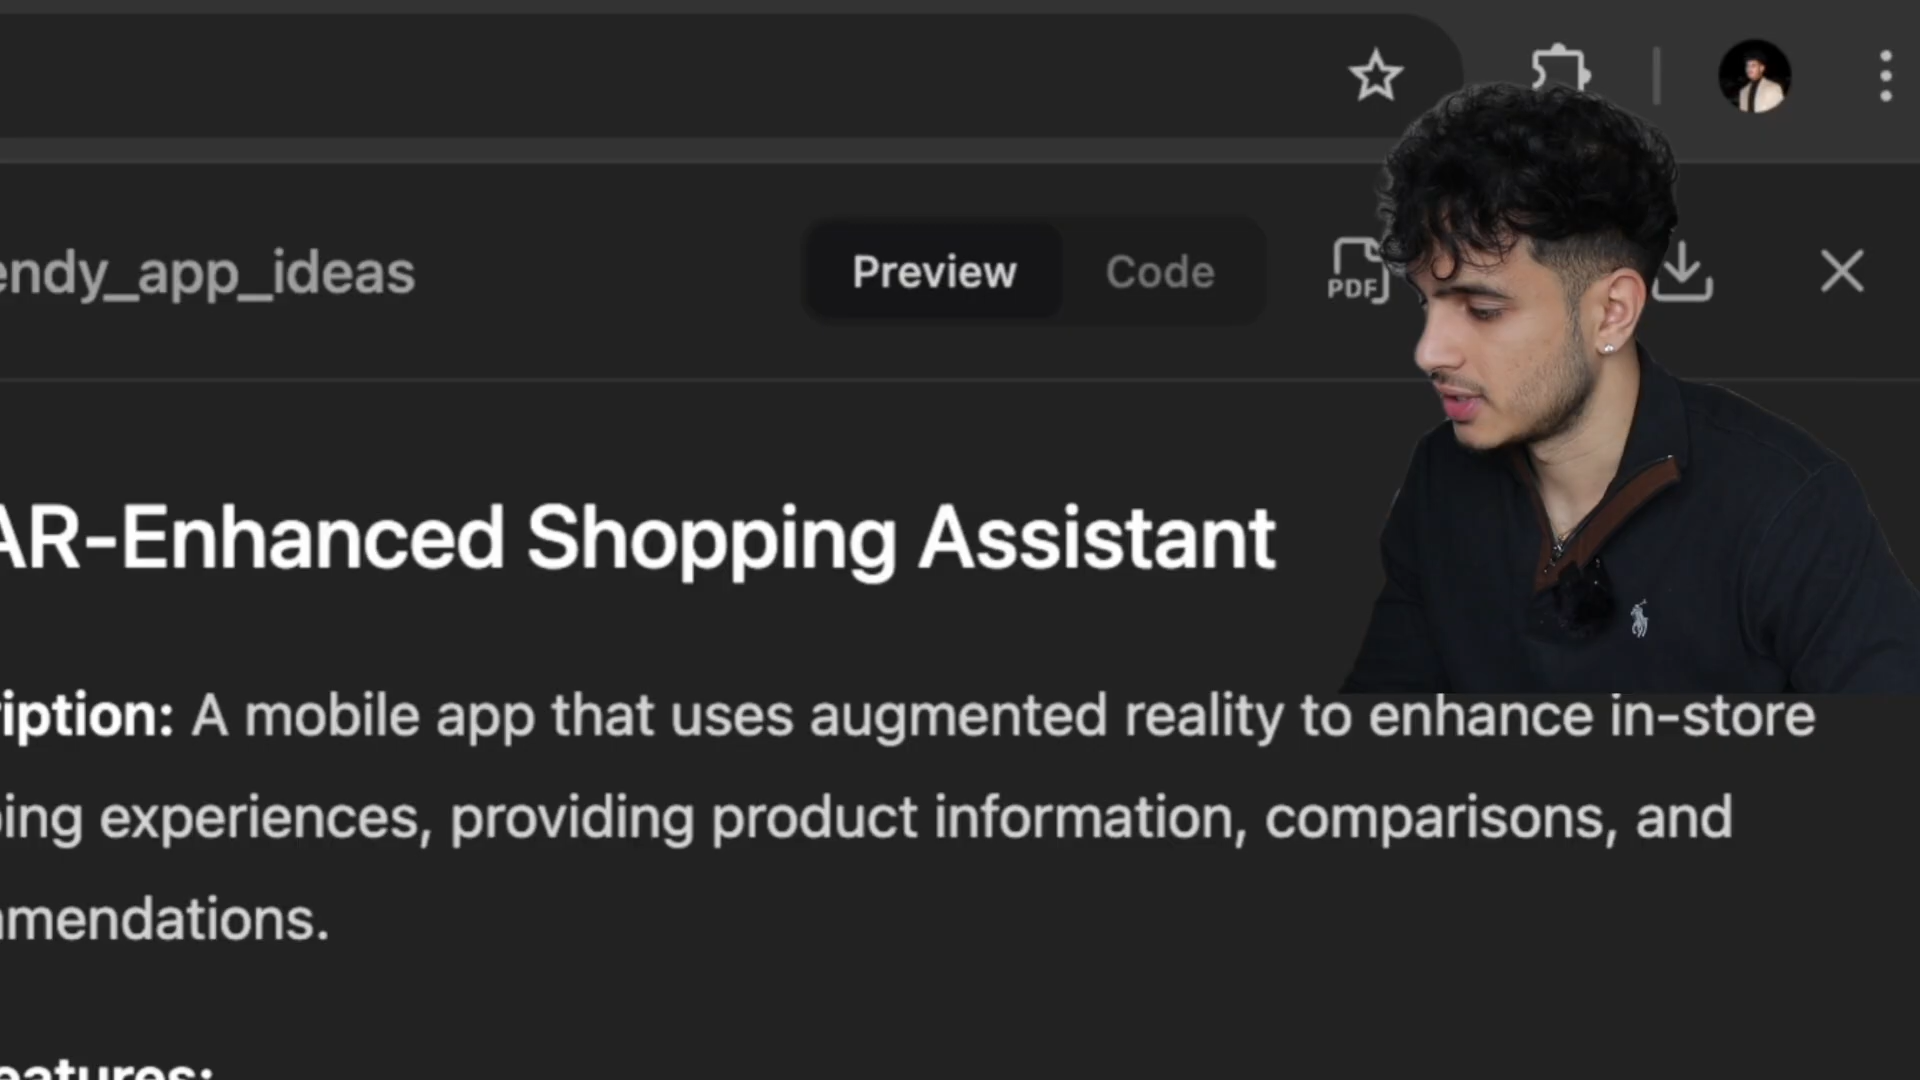 endy_app_ideas
Preview
Code
PDF
AR-Enhanced Shopping Assistant
iption: A mobile app that uses augmented reality to enhance in-store
ing experiences, providing product information, comparisons, and
mendations.
eatures: